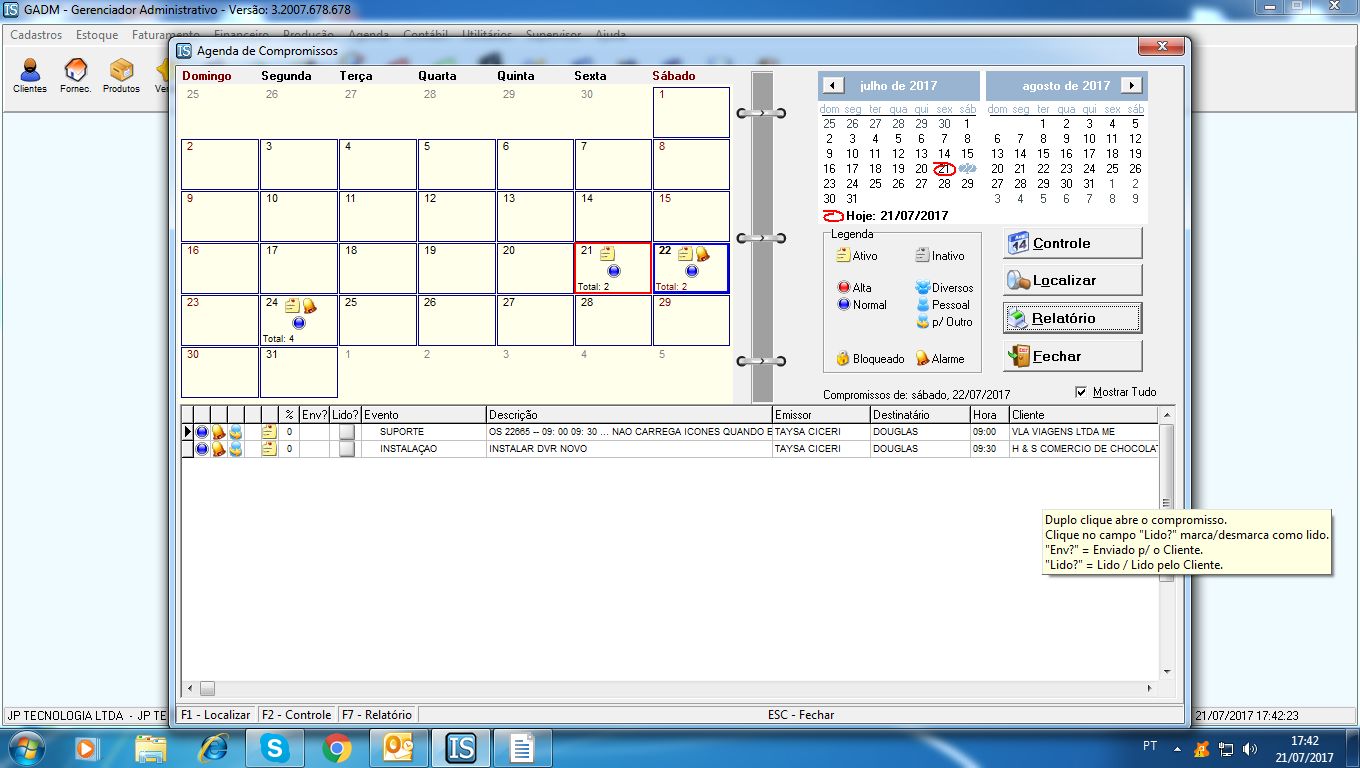 GADM - Gerenciador Administrativo - Versão: 3.2007.678.678
Cadastros Estoque Faturamento Financeiro Produção Agenda Contábil Utilitários Supervisor Ajuda
Clientes Fornec. Produtos
Agenda de Compromissos
Domingo Segunda Terça Quarta Quinta Sexta Sábado
25 26 27 28 29 30 1
2 3 4 5 6 7 8
9 10 11 12 13 14 15
16 17 18 19 20 21 22
Total: 2 Total: 2
23 24 25 26 27 28 29
Total: 4
30 31 1 2 3 4 5
julho de 2017
dom seg ter qua qui sex sáb
25 26 27 28 29 30 1
2 3 4 5 6 7 8
9 10 11 12 13 14 15
16 17 18 19 20 21 22
23 24 25 26 27 28 29
30 31
agosto de 2017
dom seg ter qua qui sex sáb
1 2 3 4 5
6 7 8 9 10 11 12
13 14 15 16 17 18 19
20 21 22 23 24 25 26
27 28 29 30 31 1 2
3 4 5 6 7 8 9
Hoje: 21/07/2017
Legenda
Ativo Inativo
Alta Diversos
Normal Pessoal
p/ Outro
Bloqueado Alarme
Controle
Localizar
Relatório
Fechar
Compromissos de: sábado, 22/07/2017
Mostrar Tudo
% Env? Lido? Evento Descrição Emissor Destinatário Hora Cliente
0 SUPORTE OS 22665 -- 09: 00 09: 30 ... NAO CARREGA ICONES QUANDO E TAYSA CICERI DOUGLAS 09:00 VLA VIAGENS LTDA ME
0 INSTALAÇAO INSTALAR DVR NOVO TAYSA CICERI DOUGLAS 09:30 H & S COMERCIO DE CHOCOLAT
Duplo clique abre o compromisso.
Clique no campo "Lido?" marca/desmarca como lido.
"Env?" = Enviado p/ o Cliente.
"Lido?" = Lido / Lido pelo Cliente.
F1 - Localizar F2 - Controle F7 - Relatório ESC - Fechar
JP TECNOLOGIA LTDA - JP TE
21/07/2017 17:42:23
PT
17:42
21/07/2017